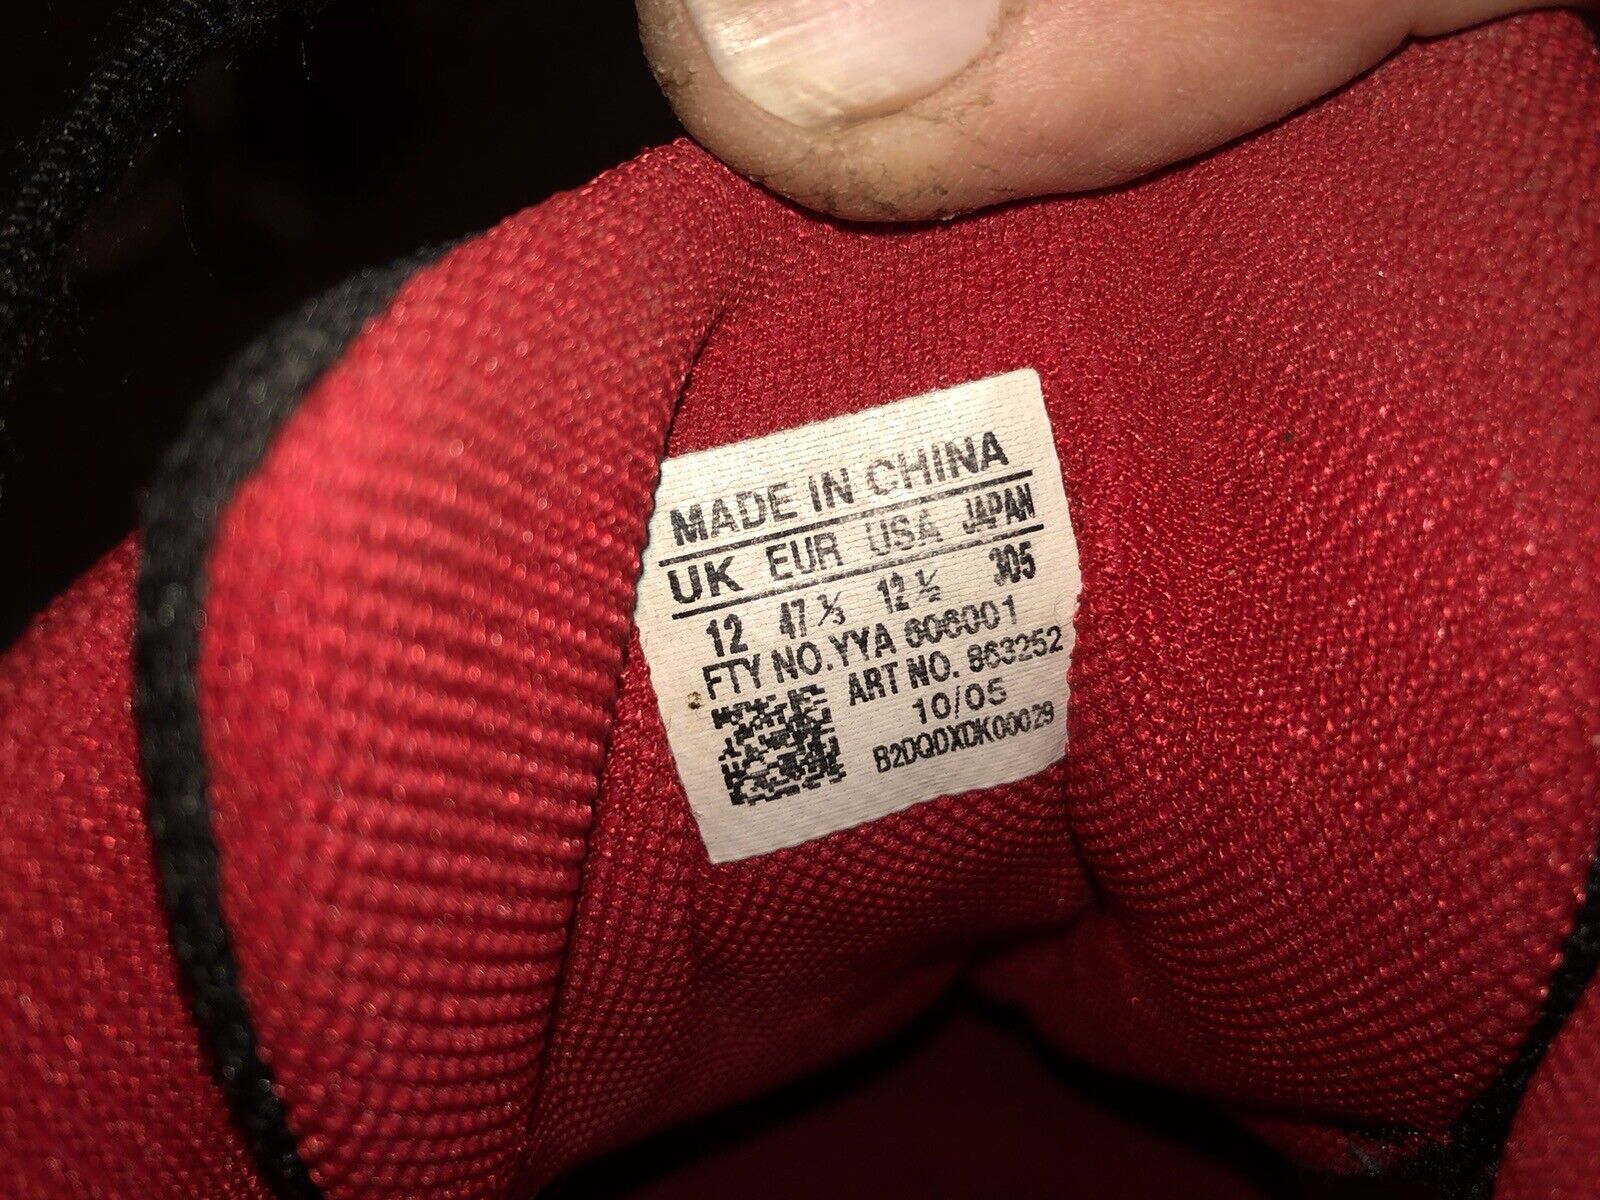 MADE IN CHINA
UK EUR USA JAPAN
12 47 ⅓ 12 ½ 305
FTY NO. YYA 606001
ART NO. 863252
10/05
B2DQDXDK00029